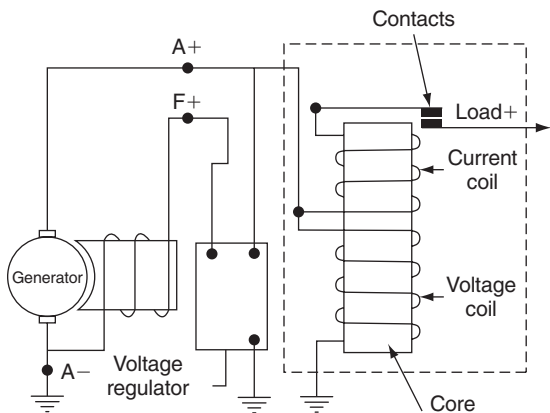 Contacts
A+
F+
Load+
Current
coil
Generator
Voltage
coil
Voltage
regulator
A−
Core